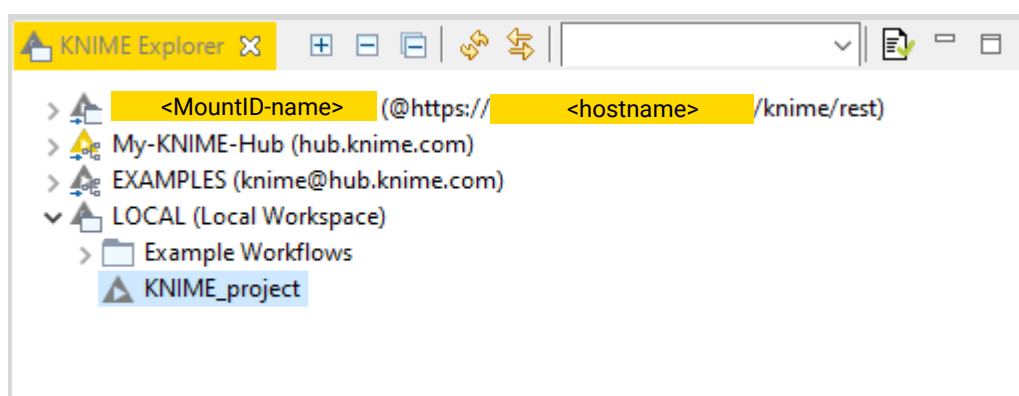 KNIME Explorer
<MountID-name> (@https://<hostname>/knime/rest)
My-KNIME-Hub (hub.knime.com)
EXAMPLES (knime@hub.knime.com)
LOCAL (Local Workspace)
Example Workflows
KNIME_project